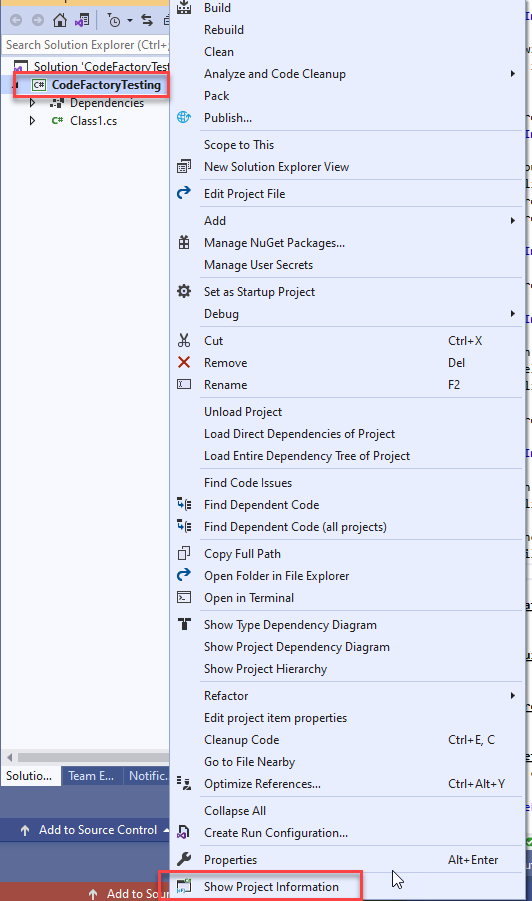 Build
Rebuild
Search Solution Explorer (Ctrl+;
Clean
Solution 'CodeFactoryTest
Analyze and Code Cleanup
C# CodeFactoryTesting
Pack
Dependencies
C# Class1.cs
Publish...
Scope to This
New Solution Explorer View
Edit Project File
Add
Manage NuGet Packages...
Manage User Secrets
Set as Startup Project
Debug
Cut Ctrl+X
Remove Del
Rename F2
Unload Project
Load Direct Dependencies of Project
Load Entire Dependency Tree of Project
Find Code Issues
Find Dependent Code
Find Dependent Code (all projects)
Copy Full Path
Open Folder in File Explorer
Open in Terminal
Show Type Dependency Diagram
Show Project Dependency Diagram
Show Project Hierarchy
Refactor
Edit project item properties
Cleanup Code Ctrl+E, C
Go to File Nearby
Solutio... Team E... Notific...
Optimize References... Ctrl+Alt+Y
Collapse All
Add to Source Control
Create Run Configuration...
Properties Alt+Enter
Add to Sou
Show Project Information